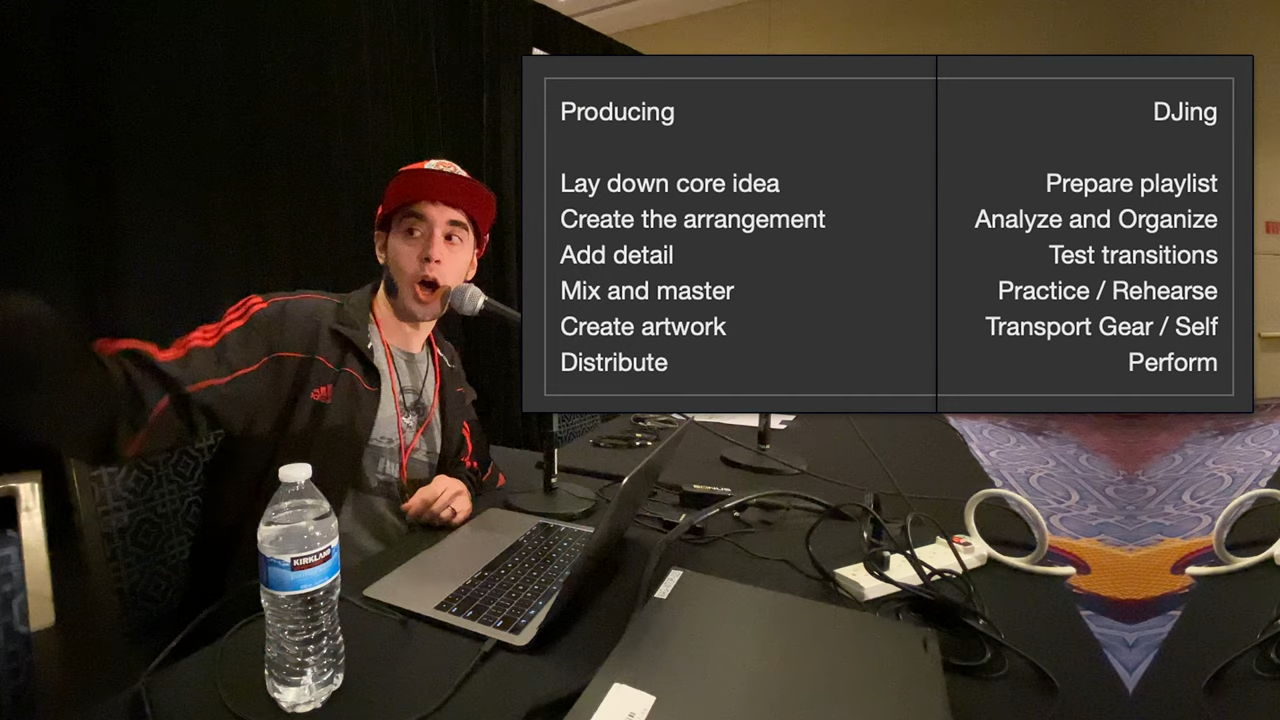 Producing
Lay down core idea
Create the arrangement
Add detail
Mix and master
Create artwork
Distribute
DJing
Prepare playlist
Analyze and Organize
Test transitions
Practice / Rehearse
Transport Gear / Self
Perform
KIRKLAND